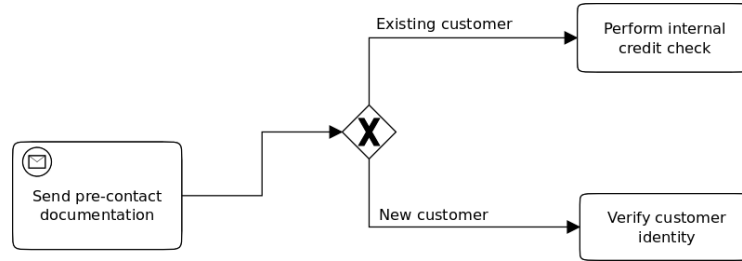 Existing customer
Perform internal
credit check
Send pre-contact
documentation
New customer
Verify customer
identity